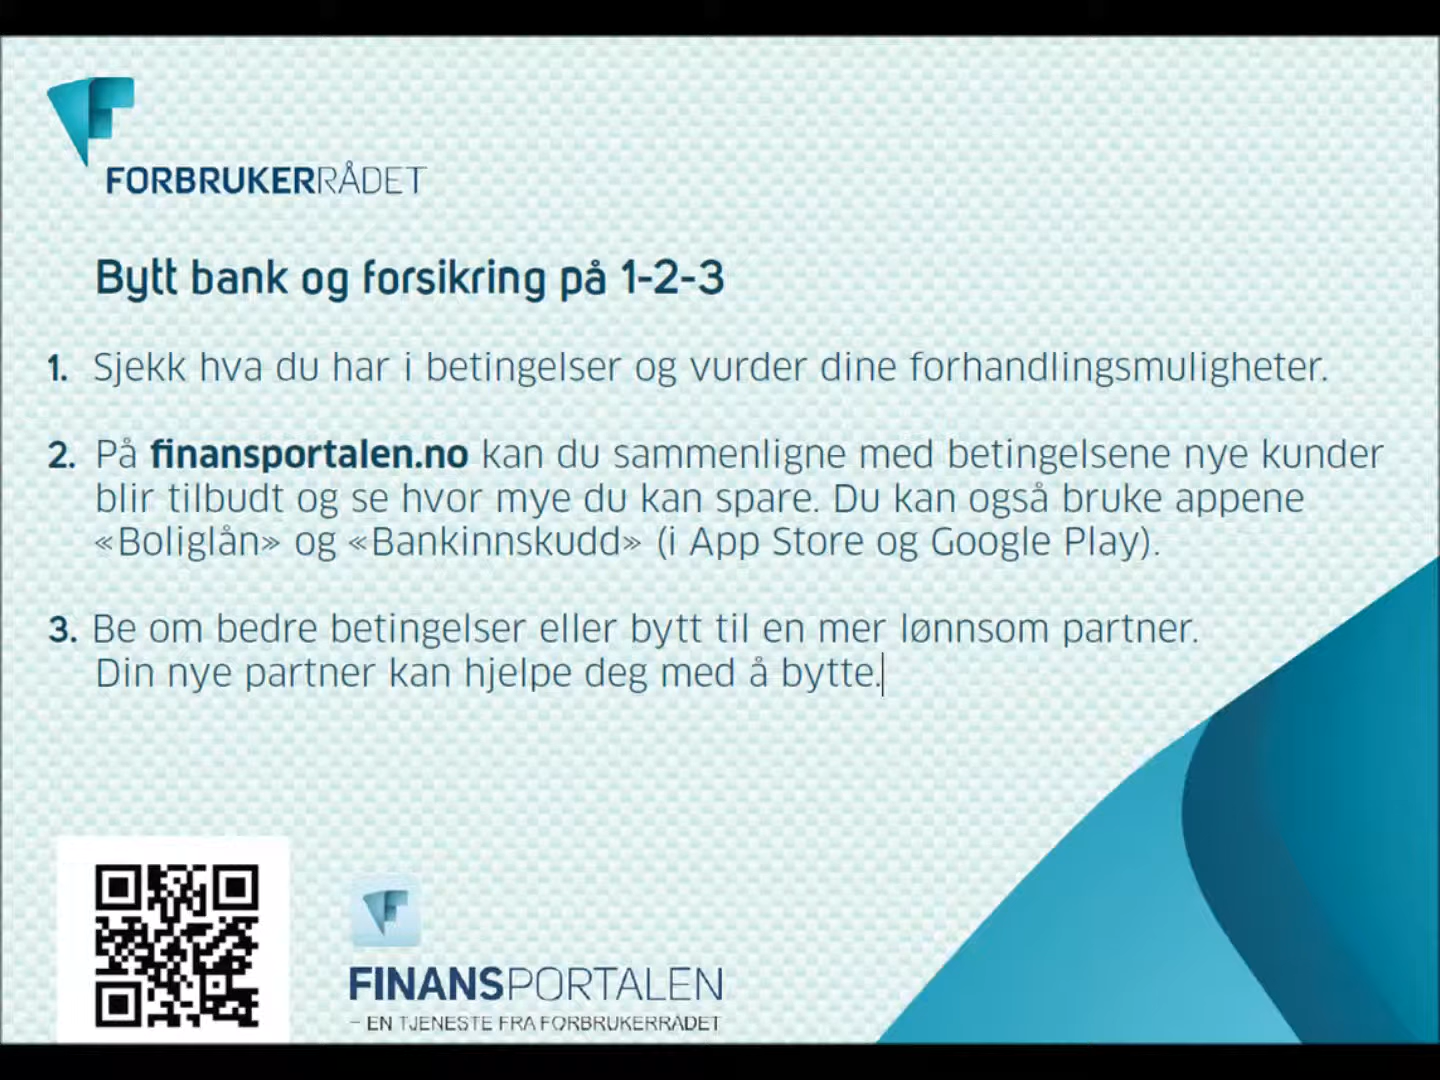 FORBRUKERRÅDET
Bytt bank og forsikring på 1-2-3
1. Sjekk hva du har i betingelser og vurder dine forhandlingsmuligheter.
2. På finansportalen.no kan du sammenligne med betingelsene nye kunder
blir tilbudt og se hvor mye du kan spare. Du kan også bruke appene
«Boliglån» og «Bankinnskudd» (i App Store og Google Play).
3. Be om bedre betingelser eller bytt til en mer lønnsom partner.
Din nye partner kan hjelpe deg med å bytte.
FINANSPORTALEN
– EN TJENESTE FRA FORBRUKERRÅDET